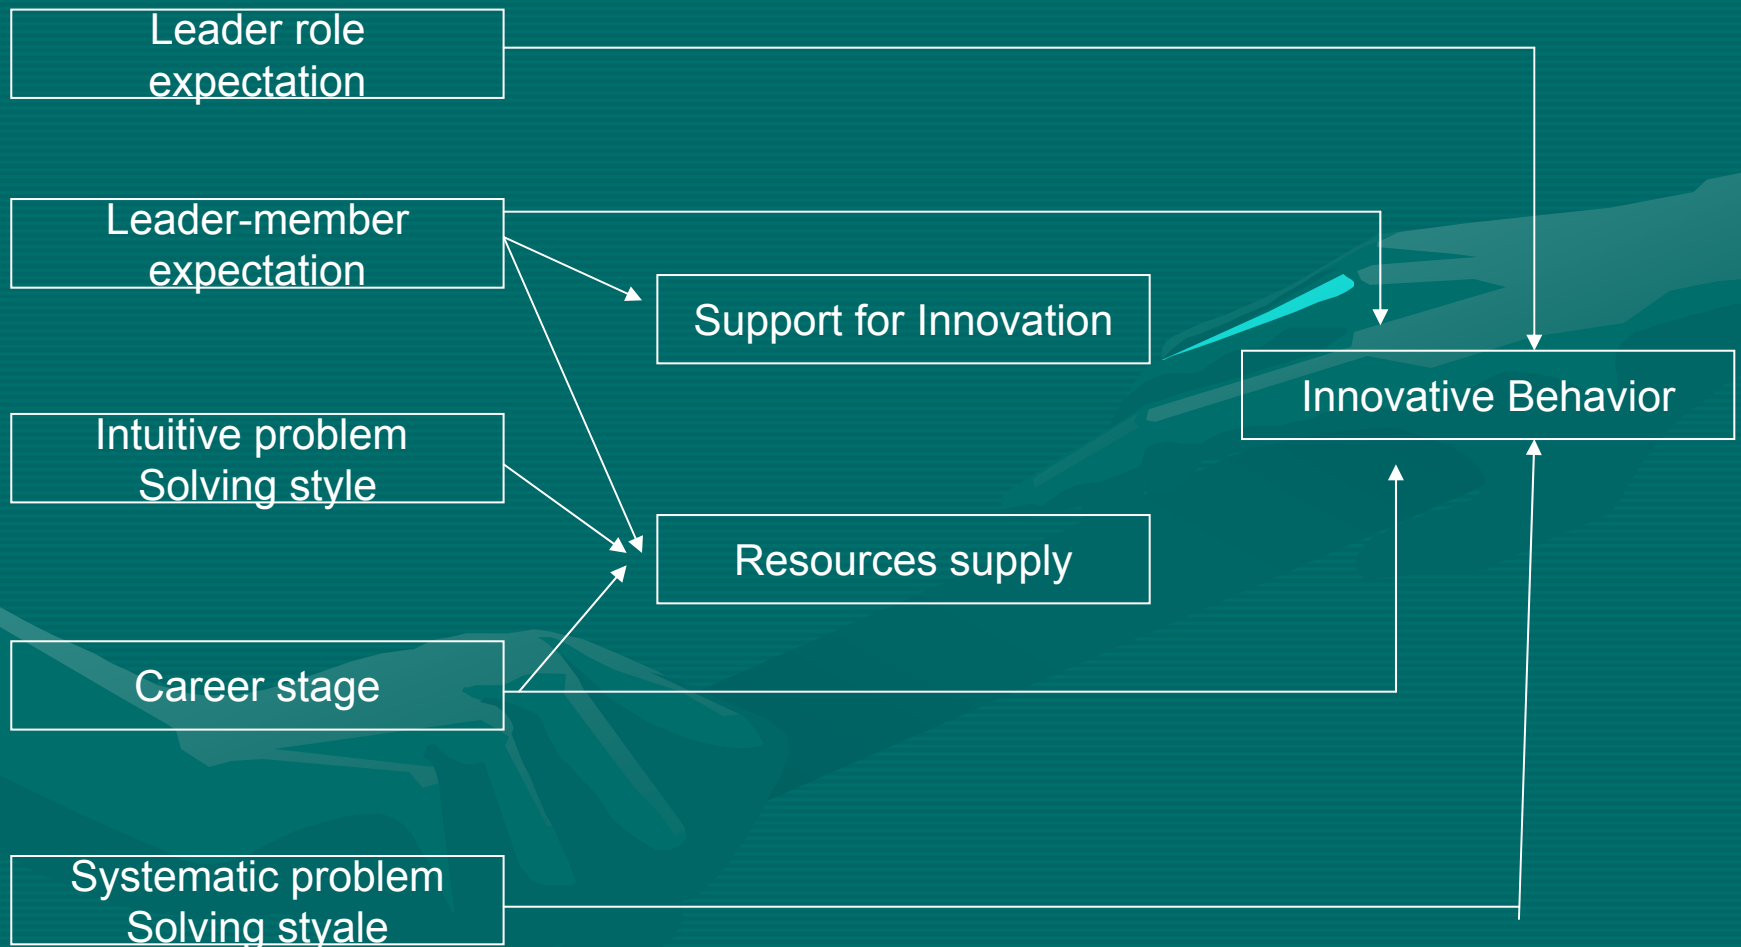 Leader role
expectation
Leader-member
expectation
Support for Innovation
Innovative Behavior
Intuitive problem
Solving style
Resources supply
Career stage
Systematic problem
Solving styale